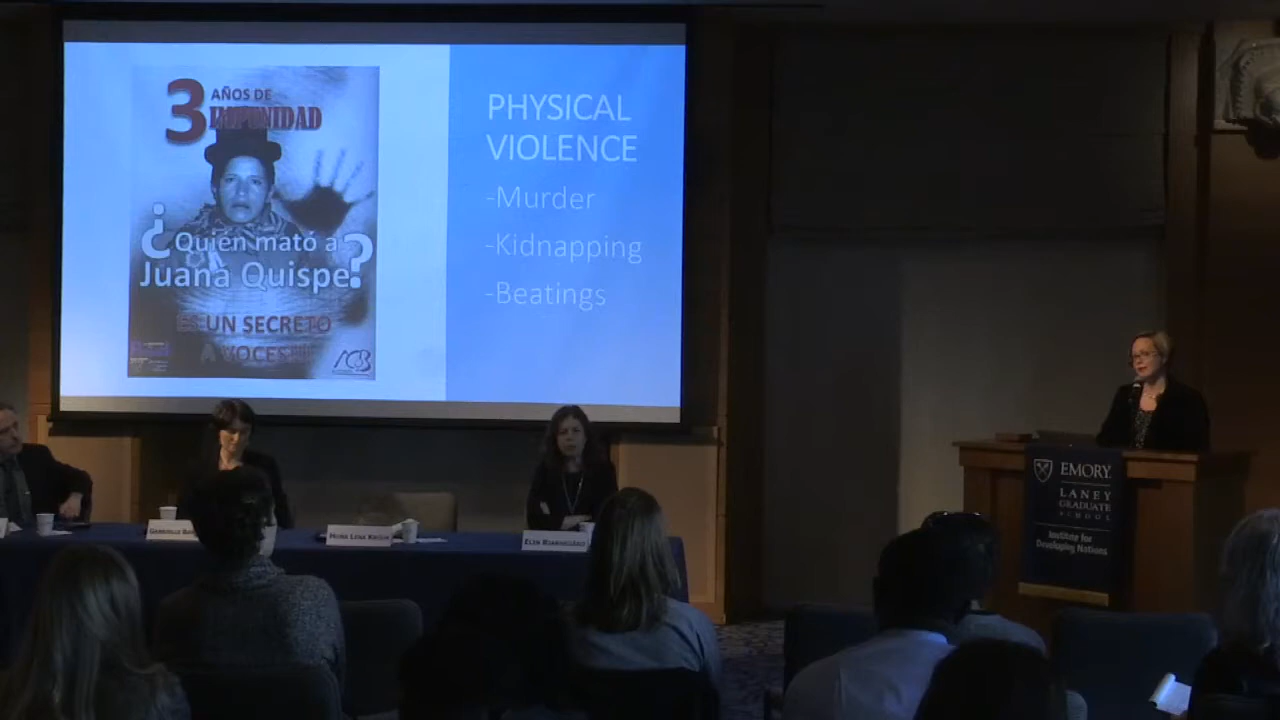 3 AÑOS DE
IMPUNIDAD
¿Quién mató a
Juana Quispe?
ES UN SECRETO
A VOCES!!!
PHYSICAL
VIOLENCE
-Murder
-Kidnapping
-Beatings
EMORY
LANEY
GRADUATE
SCHOOL
Institute for
Developing Nations